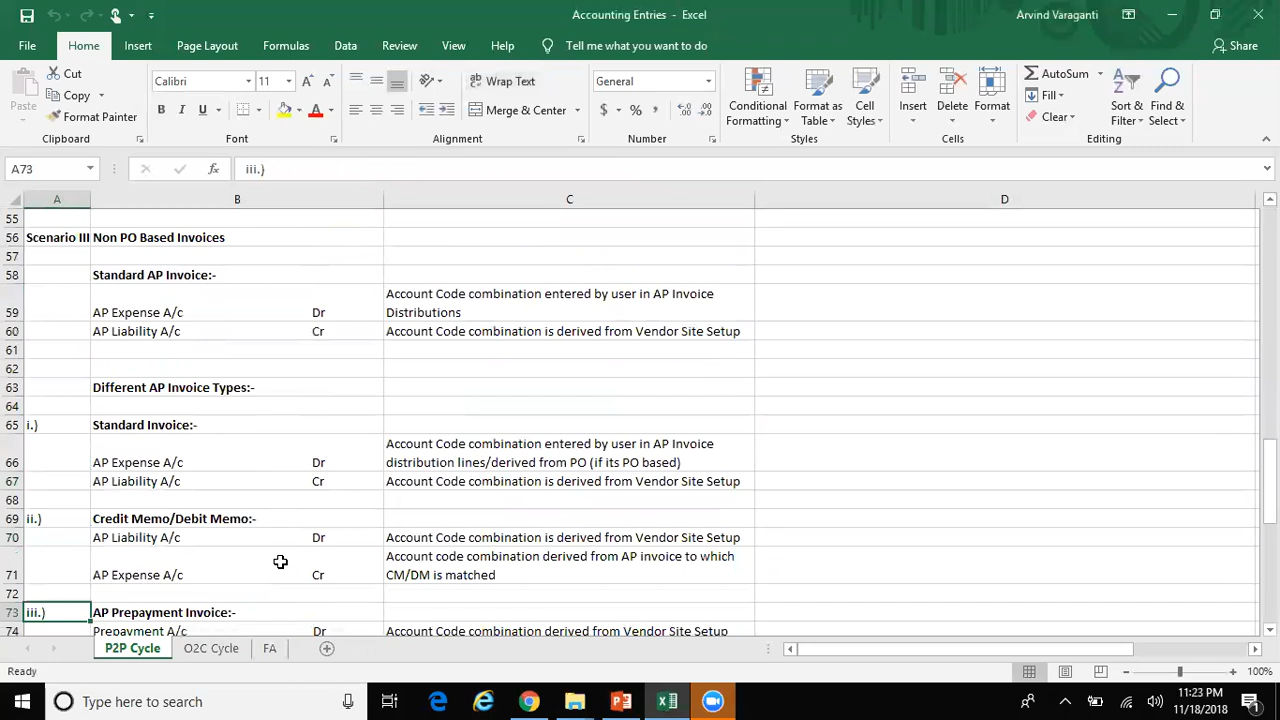 Accounting Entries - Excel
Arvind Varaganti
File Home Insert Page Layout Formulas Data Review View Help Tell me what you want to do Share
Paste
Cut
Copy
Format Painter
Clipboard
Calibri 11
B I U
Font
Wrap Text
Merge & Center
Alignment
General
$ % ,
Number
Conditional Formatting
Format as Table
Cell Styles
Styles
Insert Delete Format
Cells
AutoSum
Fill
Clear
Sort & Filter
Find & Select
Editing
A73 fx iii.)
A B C D
55
56 Scenario III Non PO Based Invoices
57
58 Standard AP Invoice:-
59 AP Expense A/c Dr Account Code combination entered by user in AP Invoice
Distributions
60 AP Liability A/c Cr Account Code combination is derived from Vendor Site Setup
61
62
63 Different AP Invoice Types:-
64
65 i.) Standard Invoice:-
66 AP Expense A/c Dr Account Code combination entered by user in AP Invoice
distribution lines/derived from PO (if its PO based)
67 AP Liability A/c Cr Account Code combination is derived from Vendor Site Setup
68
69 ii.) Credit Memo/Debit Memo:-
70 AP Liability A/c Dr Account Code combination is derived from Vendor Site Setup
71 AP Expense A/c Cr Account code combination derived from AP invoice to which
CM/DM is matched
72
73 iii.) AP Prepayment Invoice:-
74 Prepayment A/c Dr Account Code combination derived from Vendor Site Setup
P2P Cycle O2C Cycle FA
Ready 100%
Type here to search
11:23 PM
11/18/2018
1